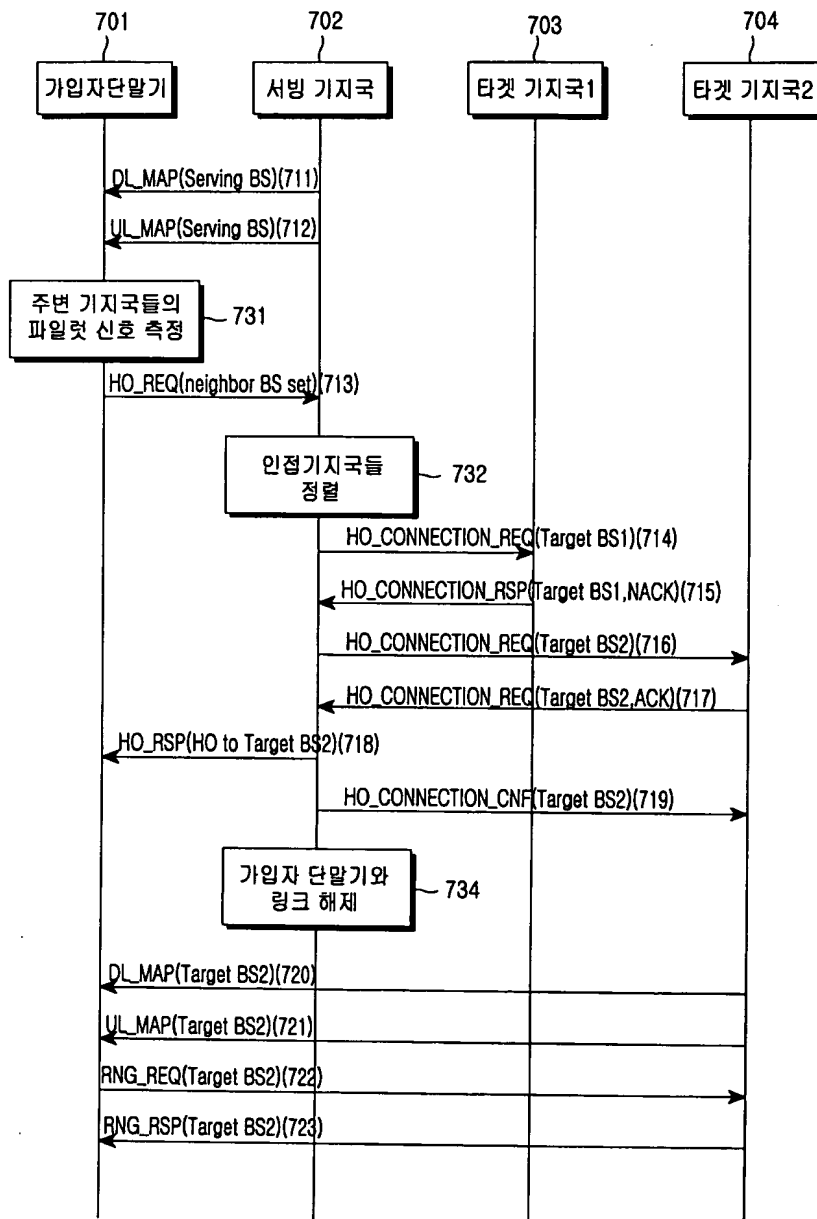 701
702
703
704
가입자단말기
서빙 기지국
타겟 기지국1
타겟 기지국2
DL_MAP(Serving BS)(711)
UL_MAP(Serving BS)(712)
주변 기지국들의
파일럿 신호 측정
731
HO_REQ(neighbor BS set)(713)
인접기지국들
정렬
732
HO_CONNECTION_REQ(Target BS1)(714)
HO_CONNECTION_RSP(Target BS1,NACK)(715)
HO_CONNECTION_REQ(Target BS2)(716)
HO_CONNECTION_REQ(Target BS2,ACK)(717)
HO_RSP(HO to Target BS2)(718)
HO_CONNECTION_CNF(Target BS2)(719)
가입자 단말기와
링크 해제
734
DL_MAP(Target BS2)(720)
UL_MAP(Target BS2)(721)
RNG_REQ(Target BS2)(722)
RNG_RSP(Target BS2)(723)